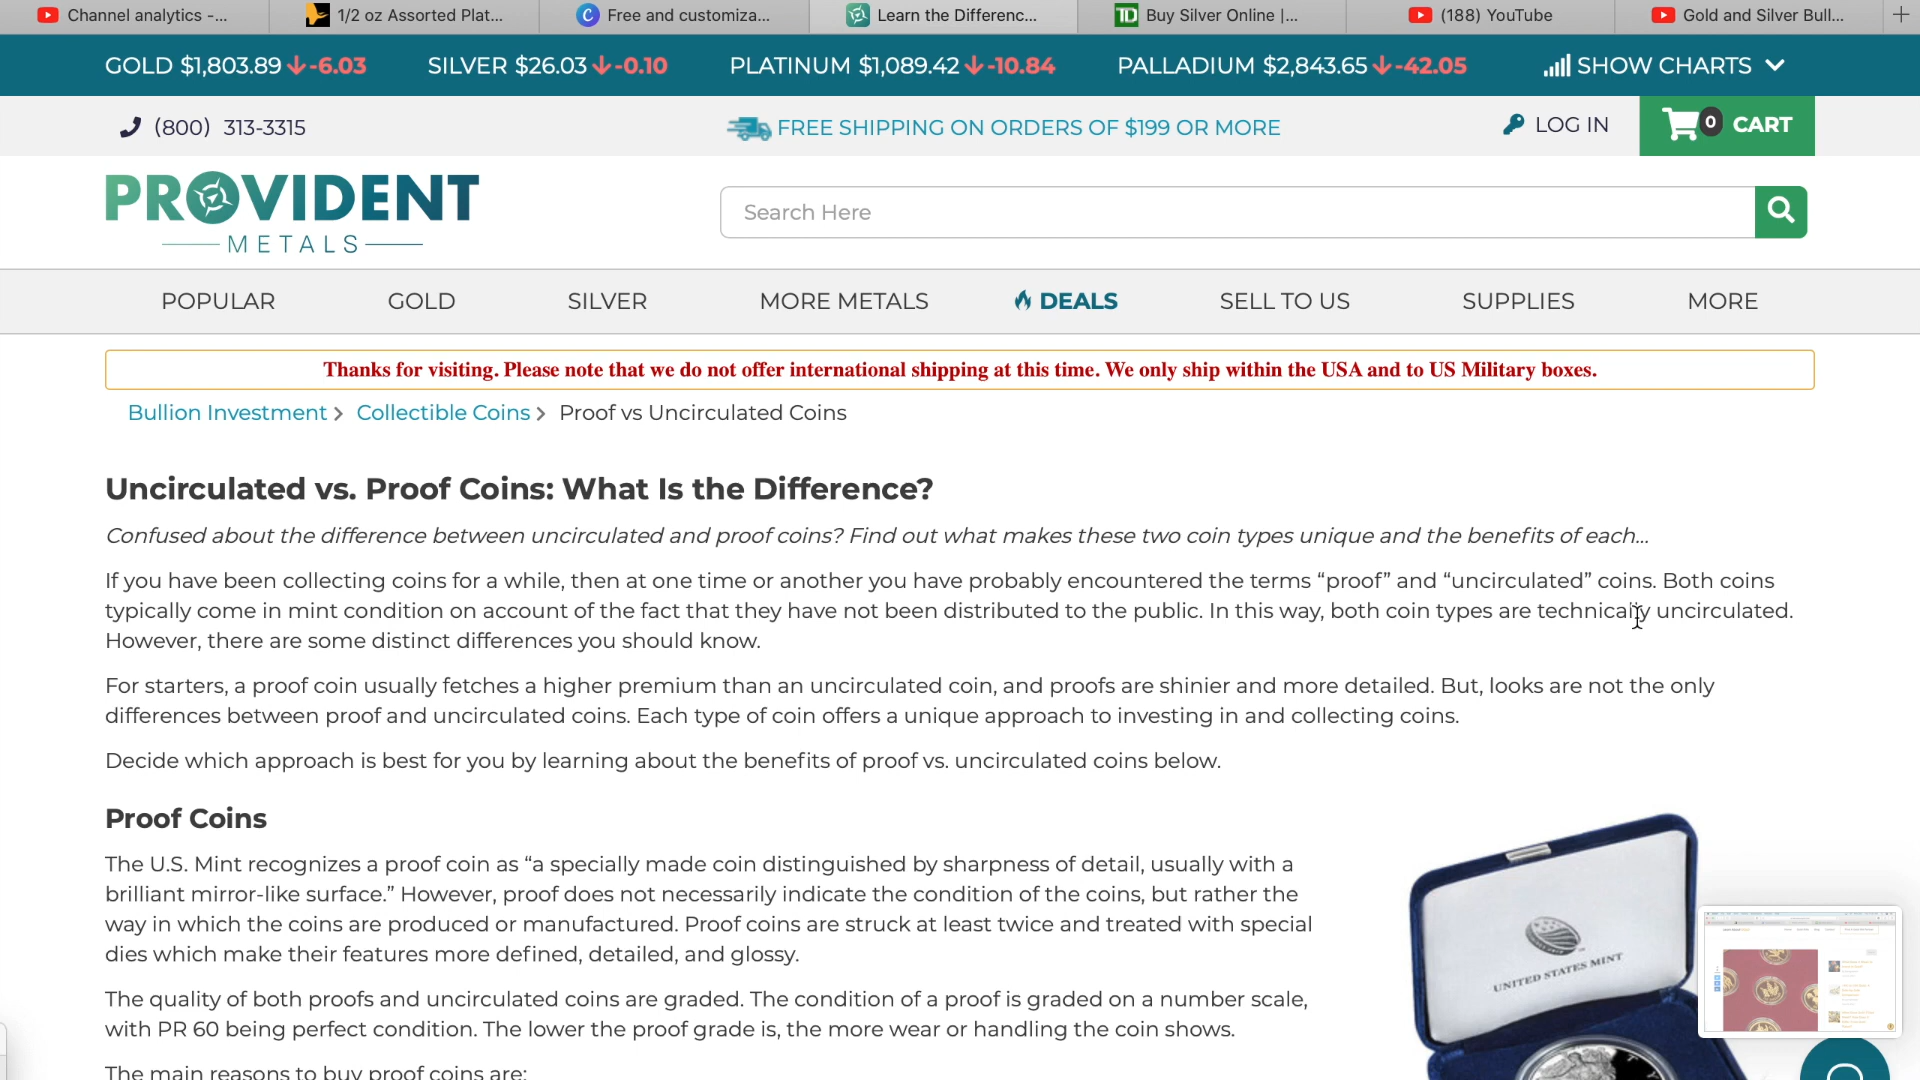 Channel analytics -...
1/2 oz Assorted Plat...
Free and customiza...
Learn the Differenc...
TD Buy Silver Online |...
(188) YouTube
Gold and Silver Bull...
GOLD $1,803.89 -6.03 SILVER $26.03 -0.10 PLATINUM $1,089.42 -10.84 PALLADIUM $2,843.65 -42.05 SHOW CHARTS
(800) 313-3315 FREE SHIPPING ON ORDERS OF $199 OR MORE LOG IN 0 CART
PROVIDENT
METALS
Search Here
POPULAR GOLD SILVER MORE METALS DEALS SELL TO US SUPPLIES MORE
Thanks for visiting. Please note that we do not offer international shipping at this time. We only ship within the USA and to US Military boxes.
Bullion Investment > Collectible Coins > Proof vs Uncirculated Coins
Uncirculated vs. Proof Coins: What Is the Difference?
Confused about the difference between uncirculated and proof coins? Find out what makes these two coin types unique and the benefits of each...
If you have been collecting coins for a while, then at one time or another you have probably encountered the terms “proof” and “uncirculated” coins. Both coins
typically come in mint condition on account of the fact that they have not been distributed to the public. In this way, both coin types are technically uncirculated.
However, there are some distinct differences you should know.
For starters, a proof coin usually fetches a higher premium than an uncirculated coin, and proofs are shinier and more detailed. But, looks are not the only
differences between proof and uncirculated coins. Each type of coin offers a unique approach to investing in and collecting coins.
Decide which approach is best for you by learning about the benefits of proof vs. uncirculated coins below.
Proof Coins
The U.S. Mint recognizes a proof coin as “a specially made coin distinguished by sharpness of detail, usually with a
brilliant mirror-like surface.” However, proof does not necessarily indicate the condition of the coins, but rather the
way in which the coins are produced or manufactured. Proof coins are struck at least twice and treated with special
dies which make their features more defined, detailed, and glossy.
The quality of both proofs and uncirculated coins are graded. The condition of a proof is graded on a number scale,
with PR 60 being perfect condition. The lower the proof grade is, the more wear or handling the coin shows.
The main reasons to buy proof coins are:
UNITED STATES MINT